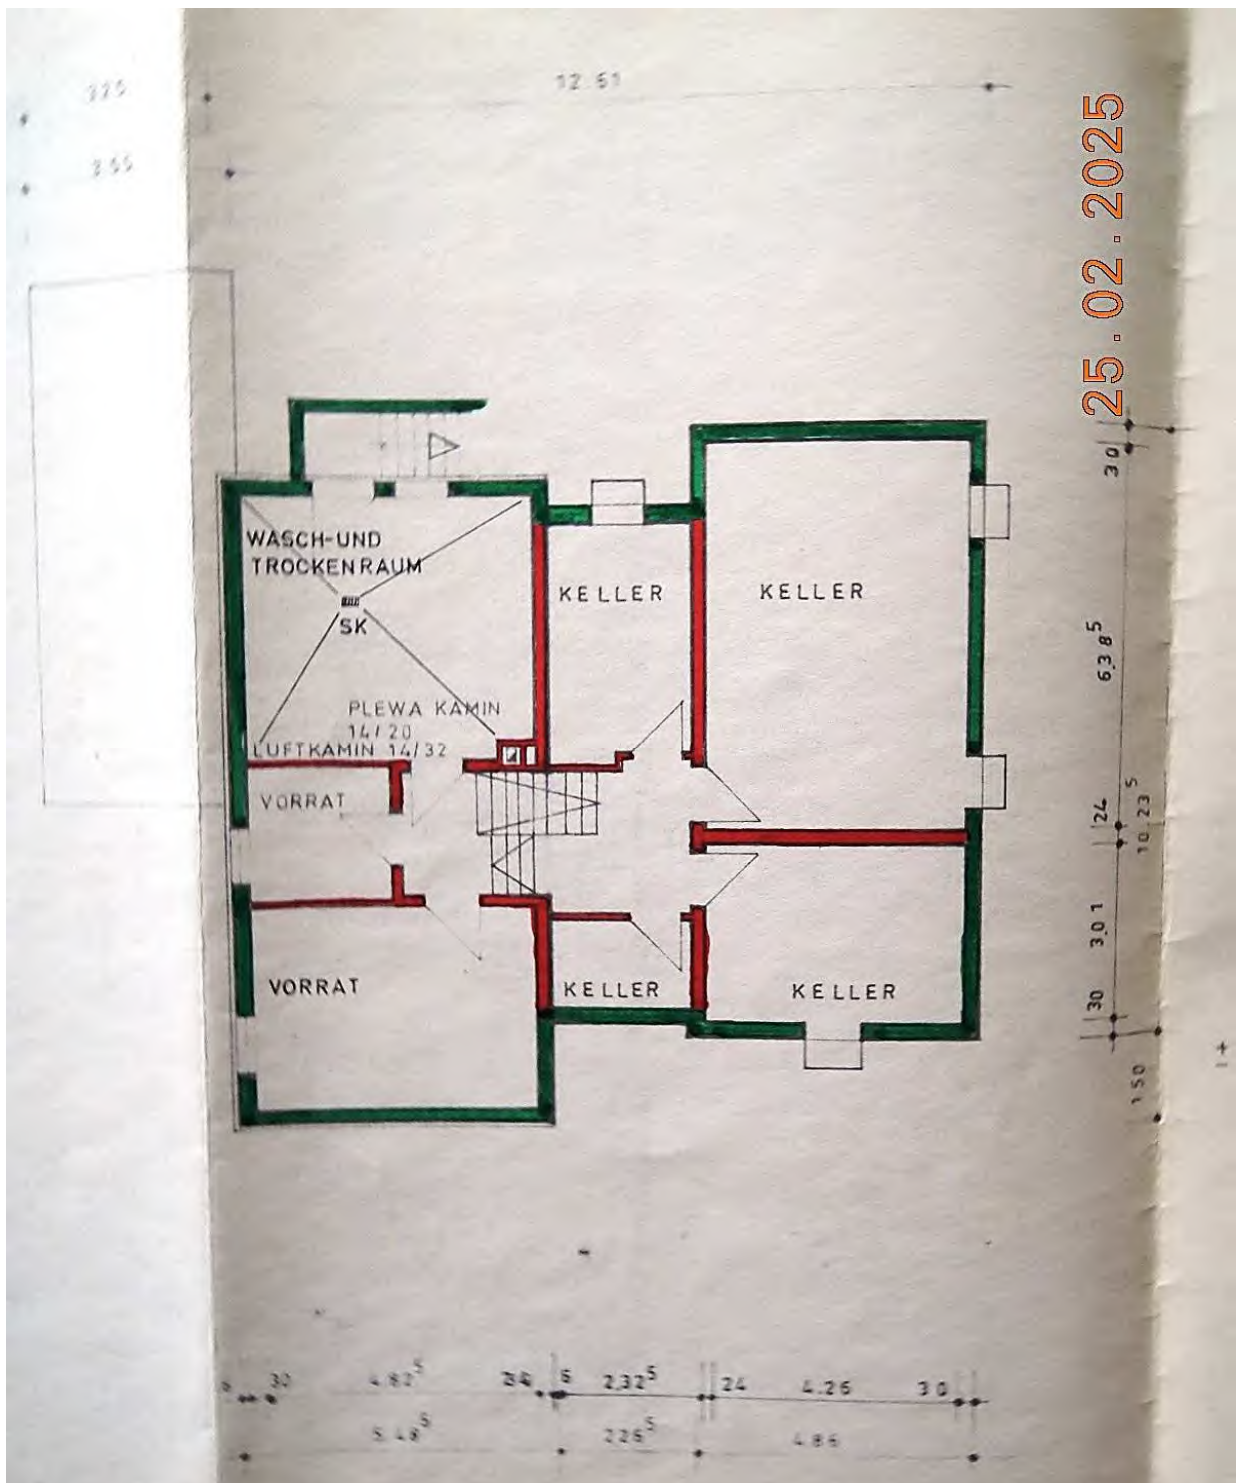 12.61
25.02.2025
30
WASCH-UND
TROCKENRAUM
SK
KELLER
KELLER
6,38⁵
PLEWA KAMIN
14/20
LUFTKAMIN 14/32
VORRAT
24
10.23⁵
3,01
VORRAT
KELLER
KELLER
30
1.50
30
4.82⁵
6
2,32⁵
24
4.26
30
5.48⁵
2.26⁵
4.86